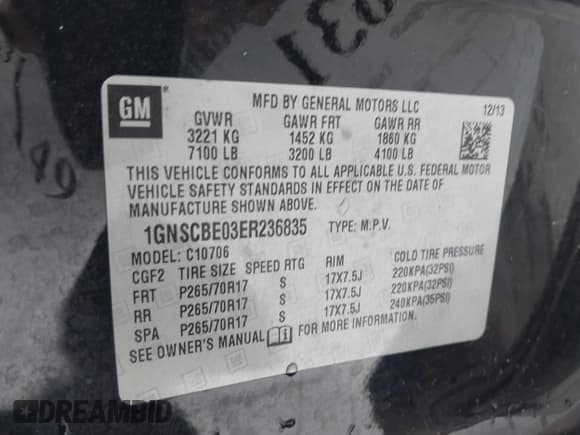 031
49
GM
MFD BY GENERAL MOTORS LLC
12/13
GVWR GAWR FRT GAWR RR
3221 KG 1452 KG 1860 KG
7100 LB 3200 LB 4100 LB
THIS VEHICLE CONFORMS TO ALL APPLICABLE U.S. FEDERAL MOTOR
VEHICLE SAFETY STANDARDS IN EFFECT ON THE DATE OF
MANUFACTURE SHOWN ABOVE.
1GNSCBE03ER236835 TYPE: M.P.V.
MODEL: C10706
CGF2 TIRE SIZE SPEED RTG RIM COLD TIRE PRESSURE
FRT P265/70R17 S 17X7.5J 220KPA(32PSI)
RR P265/70R17 S 17X7.5J 220KPA(32PSI)
SPA P265/70R17 S 17X7.5J 240KPA(35PSI)
SEE OWNER'S MANUAL FOR MORE INFORMATION.
DREAMBID